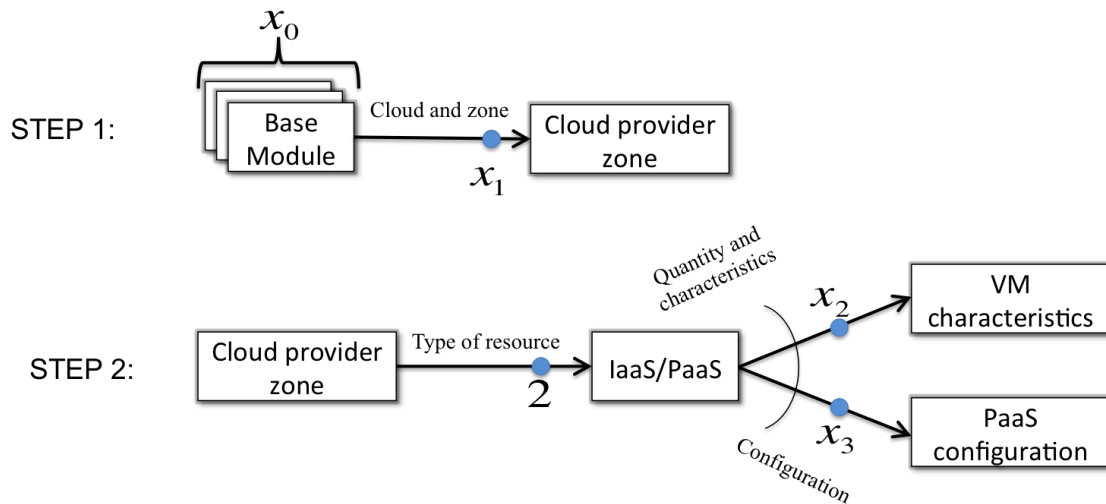 x₀
STEP 1:
Base
Module
Cloud and zone
x₁
Cloud provider
zone
STEP 2:
Cloud provider
zone
Type of resource
2
IaaS/PaaS
Quantity and
characteristics
x₂
VM
characteristics
x₃
Configuration
PaaS
configuration